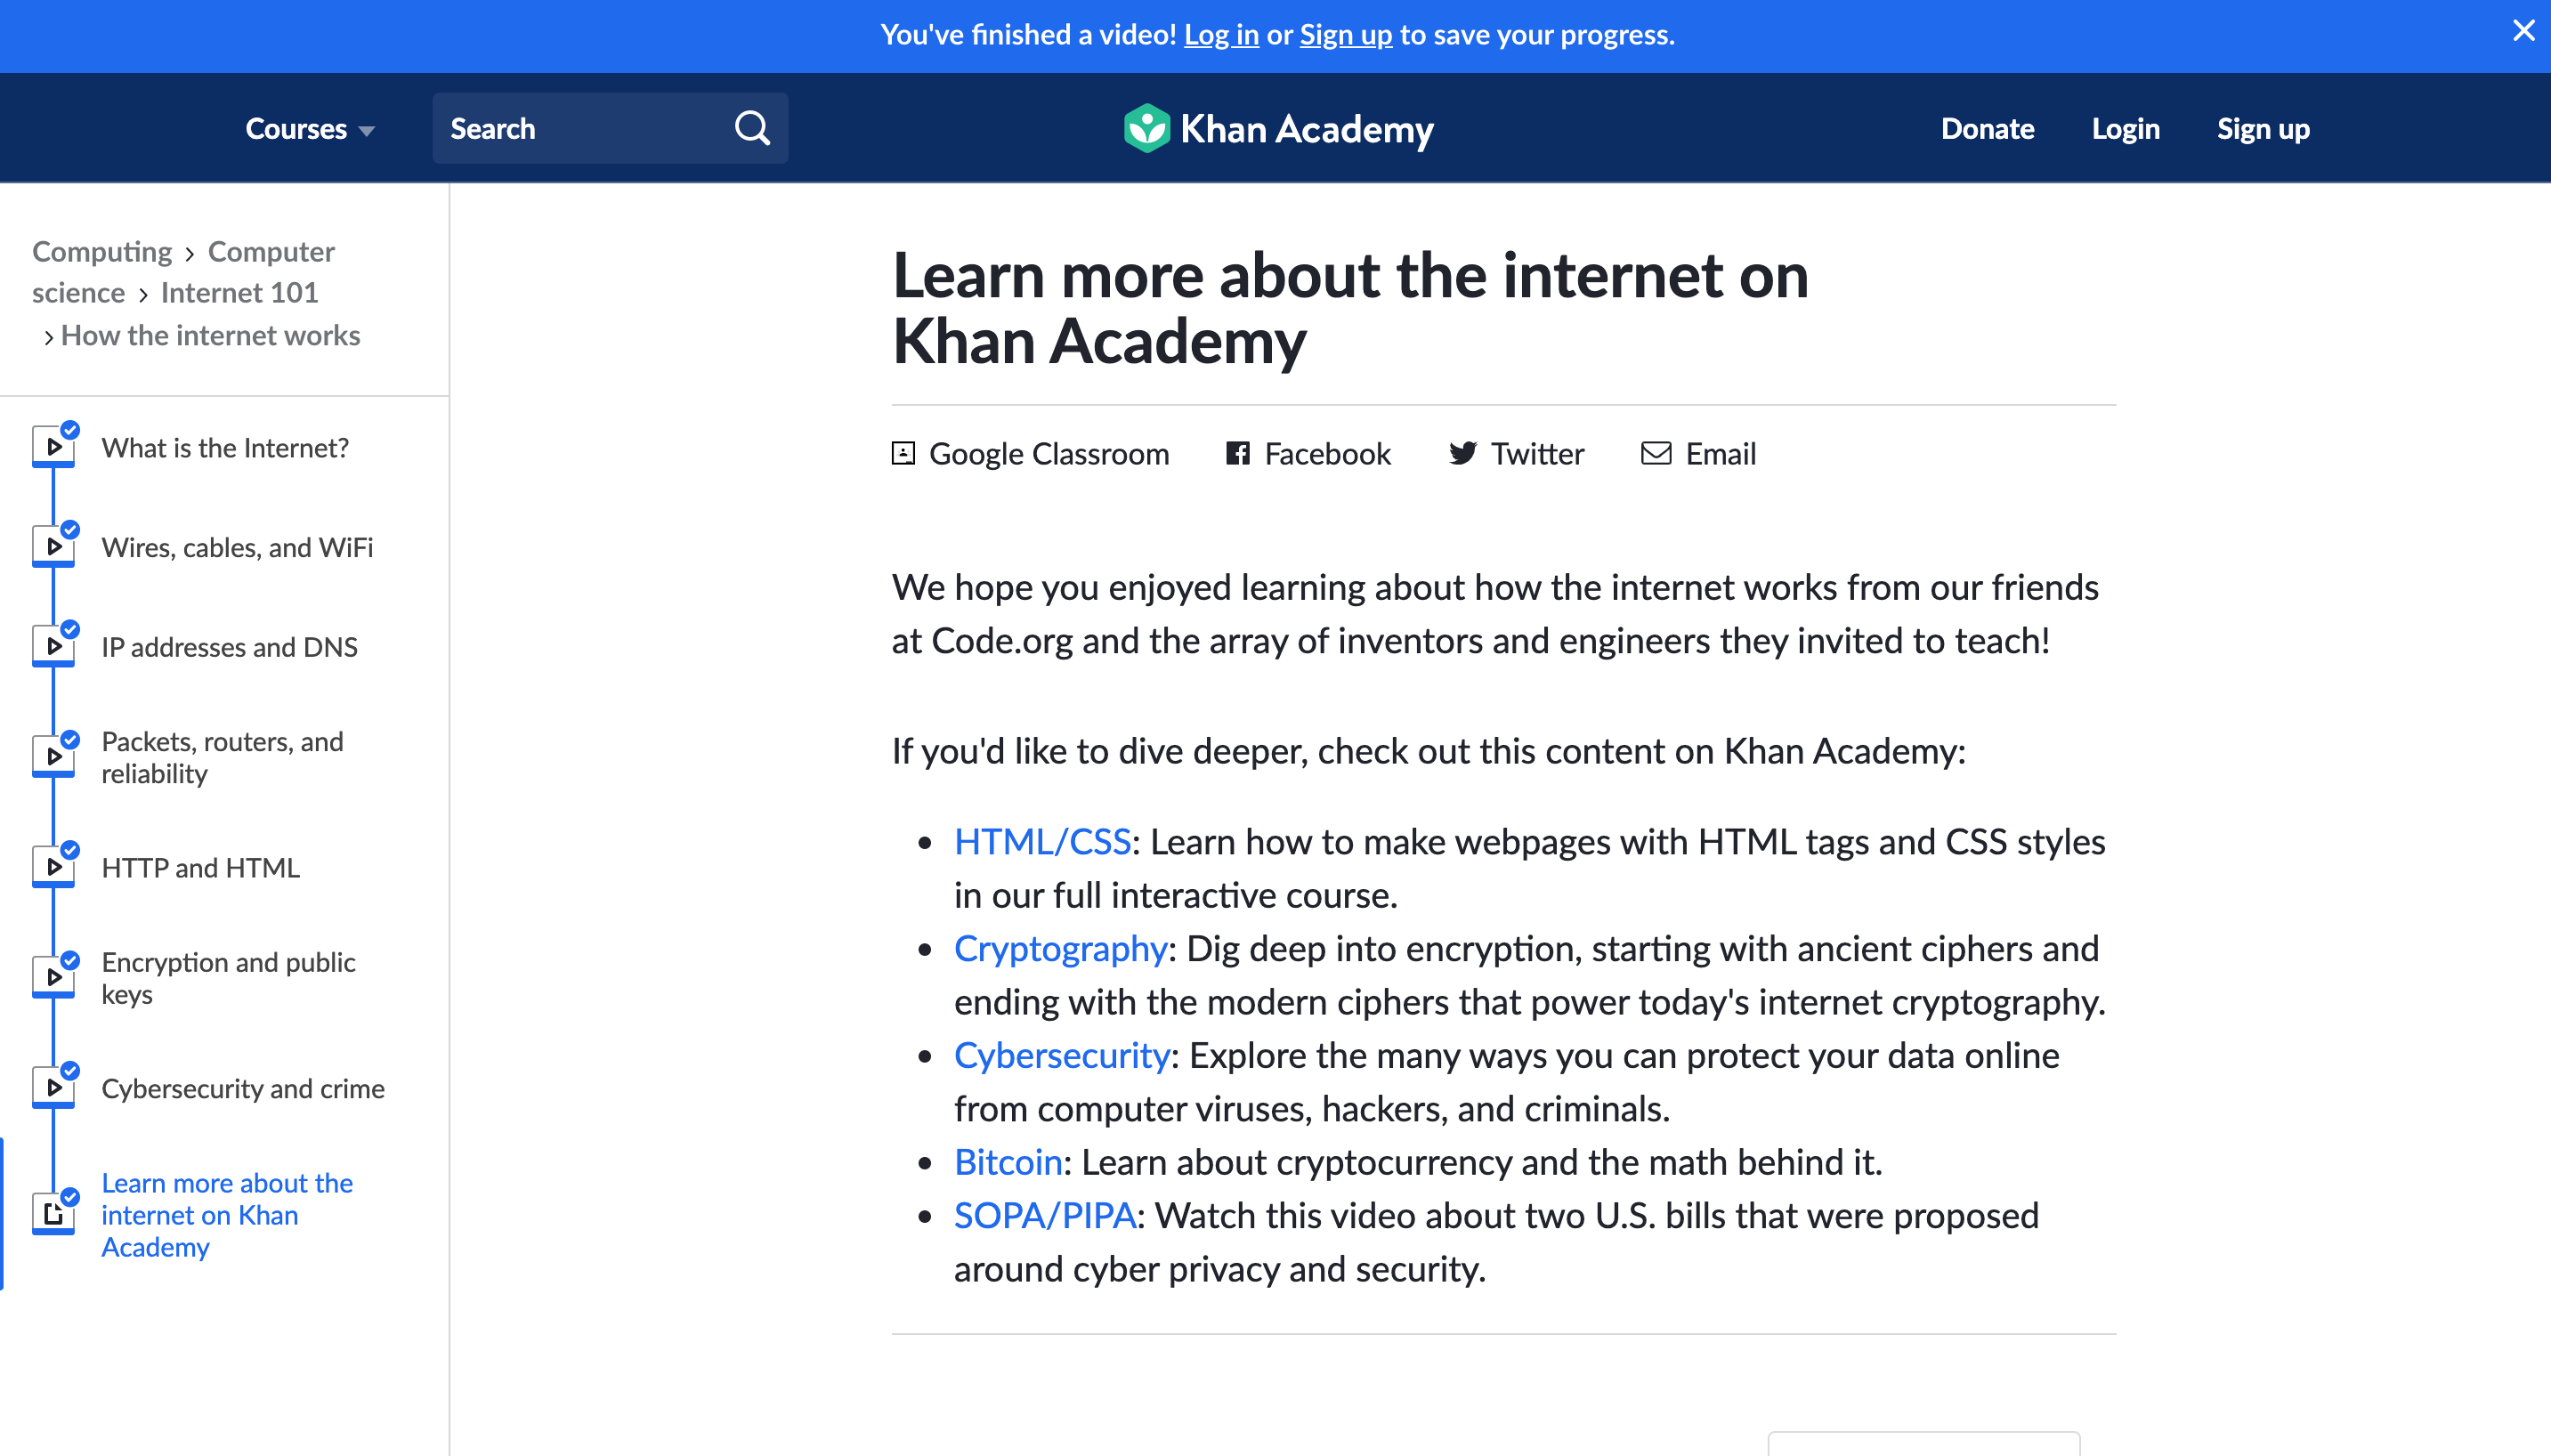 You've finished a video! Log in or Sign up to save your progress.
Courses
Search
Khan Academy
Donate
Login
Sign up
Computing > Computer
science > Internet 101
> How the internet works
What is the Internet?
Wires, cables, and WiFi
IP addresses and DNS
Packets, routers, and
reliability
HTTP and HTML
Encryption and public
keys
Cybersecurity and crime
Learn more about the
internet on Khan
Academy
Learn more about the internet on
Khan Academy
Google Classroom
Facebook
Twitter
Email
We hope you enjoyed learning about how the internet works from our friends
at Code.org and the array of inventors and engineers they invited to teach!
If you'd like to dive deeper, check out this content on Khan Academy:
• HTML/CSS: Learn how to make webpages with HTML tags and CSS styles
in our full interactive course.
• Cryptography: Dig deep into encryption, starting with ancient ciphers and
ending with the modern ciphers that power today's internet cryptography.
• Cybersecurity: Explore the many ways you can protect your data online
from computer viruses, hackers, and criminals.
• Bitcoin: Learn about cryptocurrency and the math behind it.
• SOPA/PIPA: Watch this video about two U.S. bills that were proposed
around cyber privacy and security.